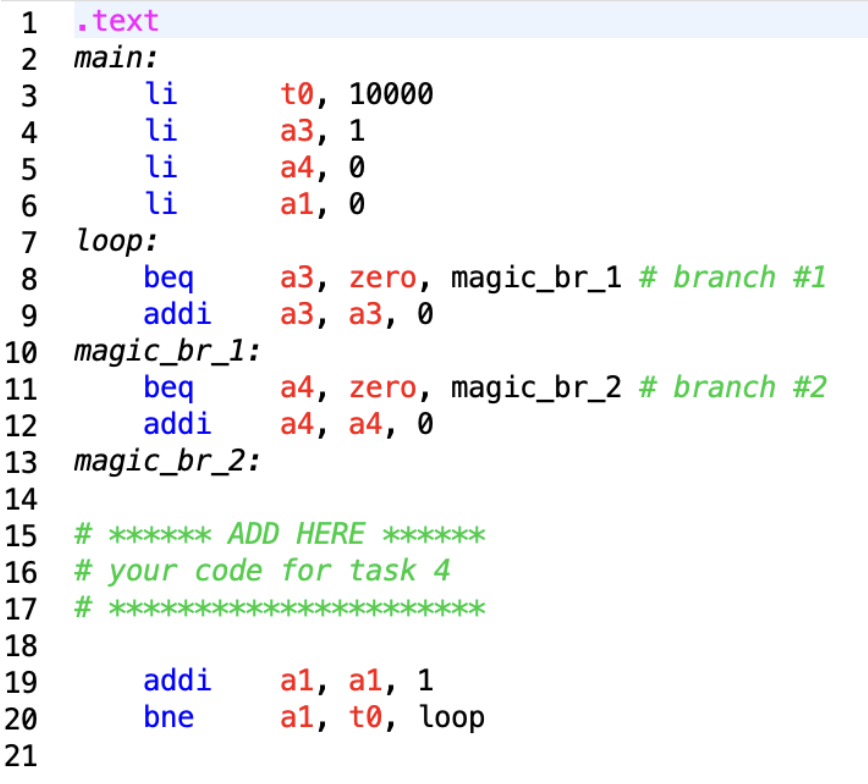 1 .text
2 main:
3 li t0, 10000
4 li a3, 1
5 li a4, 0
6 li a1, 0
7 loop:
8 beq a3, zero, magic_br_1 # branch #1
9 addi a3, a3, 0
10 magic_br_1:
11 beq a4, zero, magic_br_2 # branch #2
12 addi a4, a4, 0
13 magic_br_2:
14
15 # ****** ADD HERE ******
16 # your code for task 4
17 # **********************
18
19 addi a1, a1, 1
20 bne a1, t0, loop
21